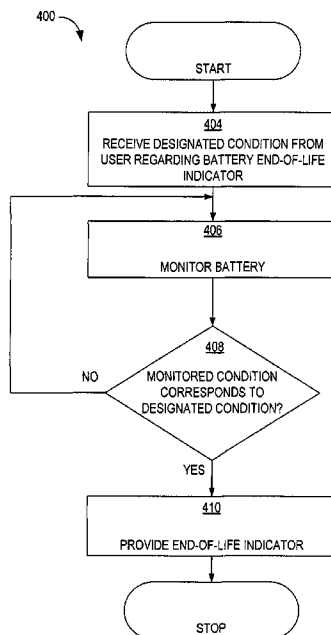 400
START
404
RECEIVE DESIGNATED CONDITION FROM
USER REGARDING BATTERY END-OF-LIFE
INDICATOR
406
MONITOR BATTERY
408
MONITORED CONDITION
CORRESPONDS TO
DESIGNATED CONDITION?
NO
YES
410
PROVIDE END-OF-LIFE INDICATOR
STOP